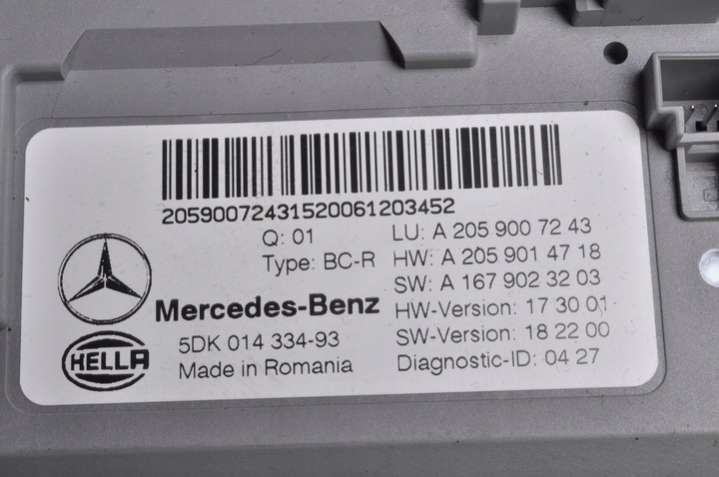 20590072431520061203452
Q: 01
Type: BC-R
LU: A 205 900 72 43
HW: A 205 901 47 18
SW: A 167 902 32 03
HW-Version: 17 30 01
SW-Version: 18 22 00
Diagnostic-ID: 04 27
Mercedes-Benz
5DK 014 334-93
Made in Romania
HELLA